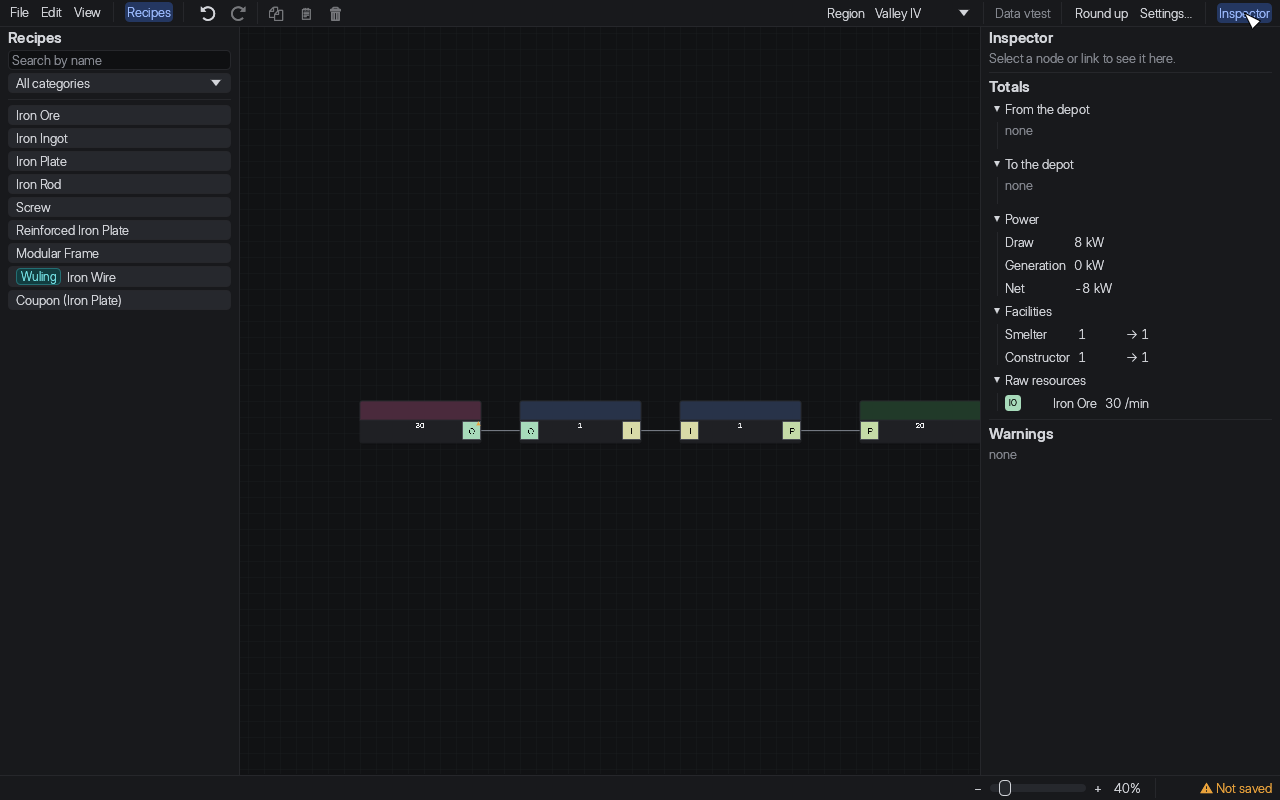 File Edit View Recipes Region Valley IV Data vtest Round up Settings... Inspector
Recipes
Search by name
All categories
Iron Ore
Iron Ingot
Iron Plate
Iron Rod
Screw
Reinforced Iron Plate
Modular Frame
Wuling Iron Wire
Coupon (Iron Plate)
30 O O 1 I I 1 P P 20
Inspector
Select a node or link to see it here.
Totals
From the depot
none
To the depot
none
Power
Draw 8 kW
Generation 0 kW
Net -8 kW
Facilities
Smelter 1 → 1
Constructor 1 → 1
Raw resources
IO Iron Ore 30 /min
Warnings
none
− + 40% Not saved